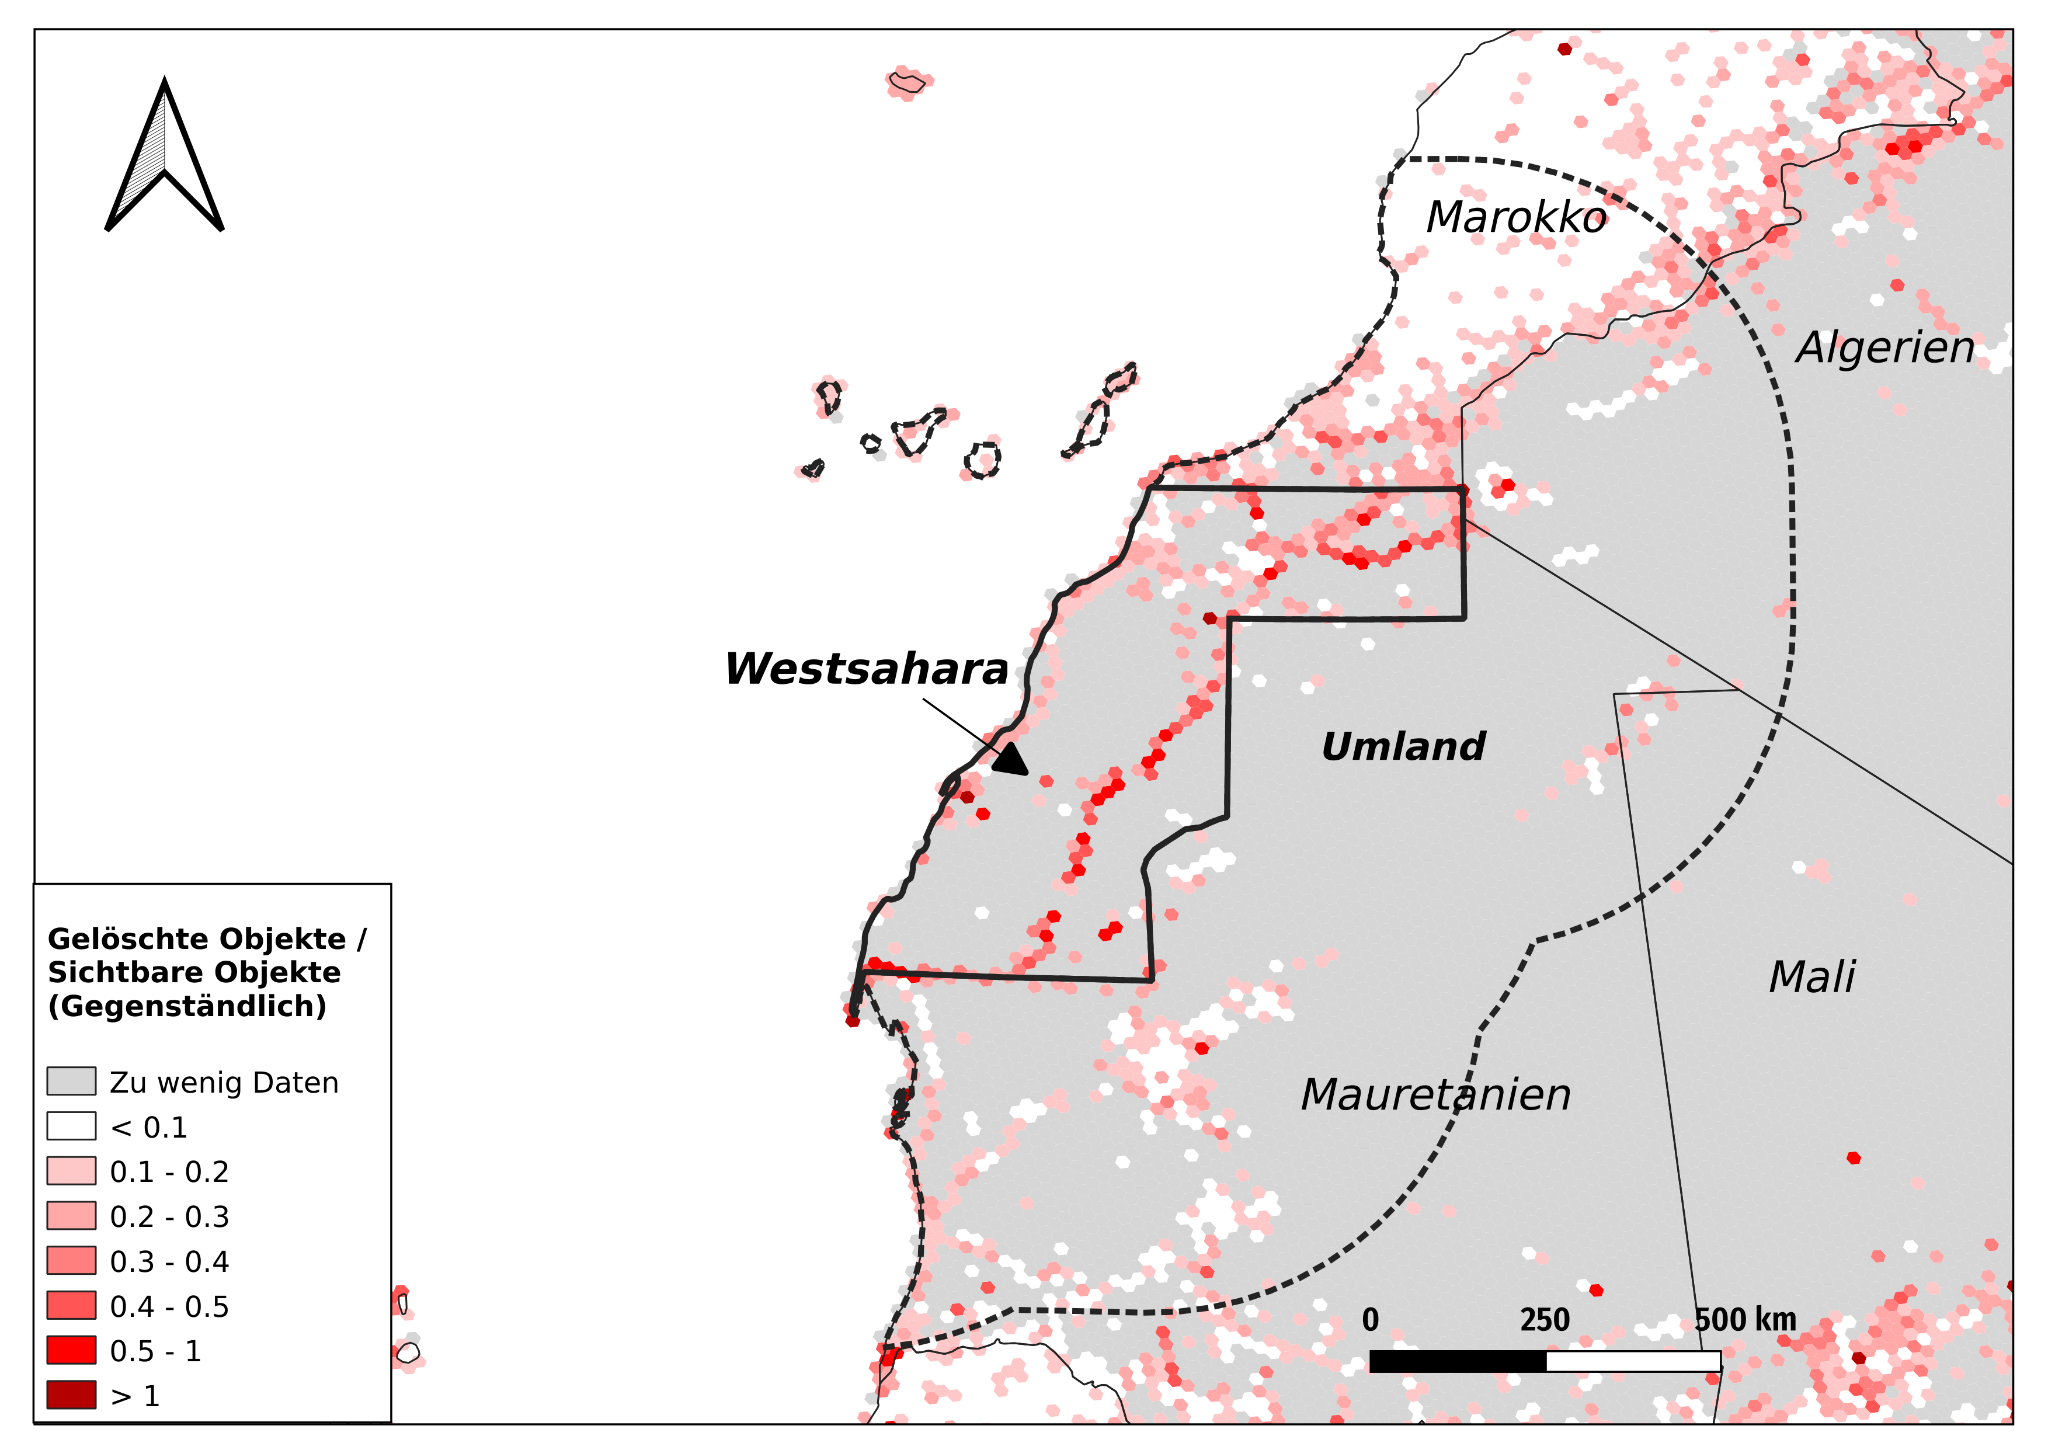 Marokko
Algerien
Westsahara
Umland
Mali
Mauretanien
Gelöschte Objekte /
Sichtbare Objekte
(Gegenständlich)
Zu wenig Daten
< 0.1
0.1 - 0.2
0.2 - 0.3
0.3 - 0.4
0.4 - 0.5
0.5 - 1
> 1
0 250 500 km